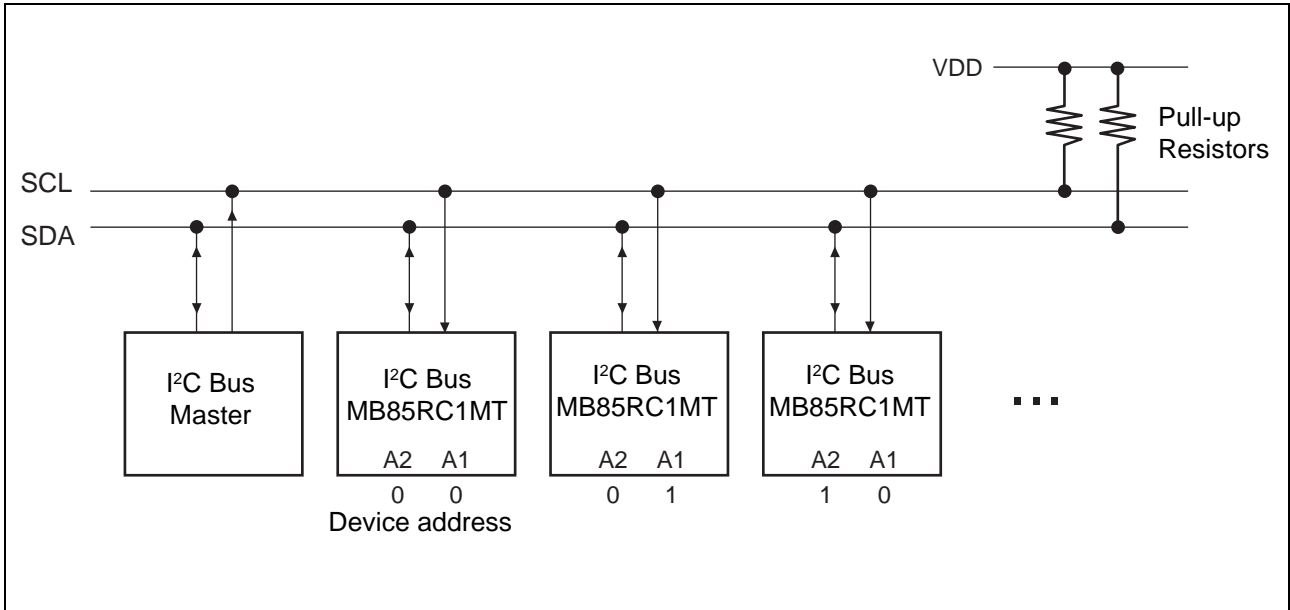 VDD
Pull-up
Resistors
SCL
SDA
I²C Bus
Master
I²C Bus
MB85RC1MT
A2 A1
0 0
Device address
I²C Bus
MB85RC1MT
A2 A1
0 1
I²C Bus
MB85RC1MT
A2 A1
1 0
...